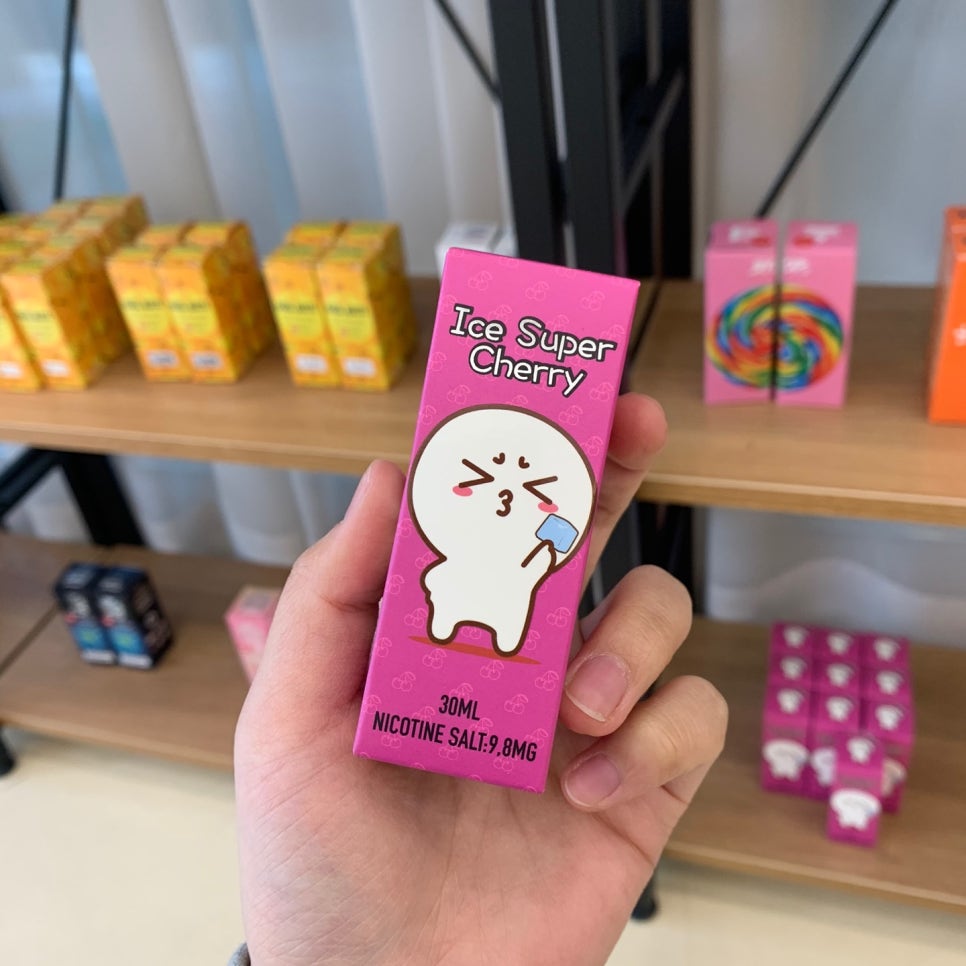 Ice Super
Cherry
30ML
NICOTINE SALT:9,8MG